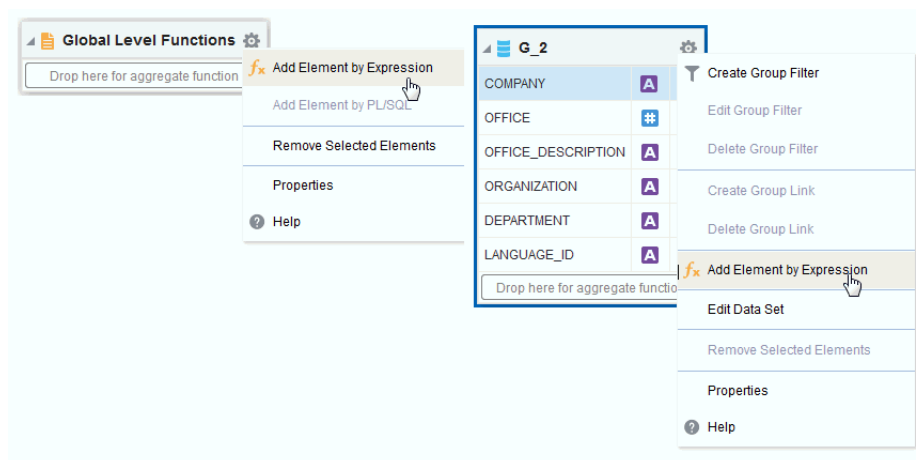 Global Level Functions
Drop here for aggregate function
Add Element by Expression
Add Element by PL/SQL
Remove Selected Elements
Properties
Help
G_2
COMPANY A
OFFICE #
OFFICE_DESCRIPTION A
ORGANIZATION A
DEPARTMENT A
LANGUAGE_ID A
Drop here for aggregate functio
Create Group Filter
Edit Group Filter
Delete Group Filter
Create Group Link
Delete Group Link
Add Element by Expression
Edit Data Set
Remove Selected Elements
Properties
Help